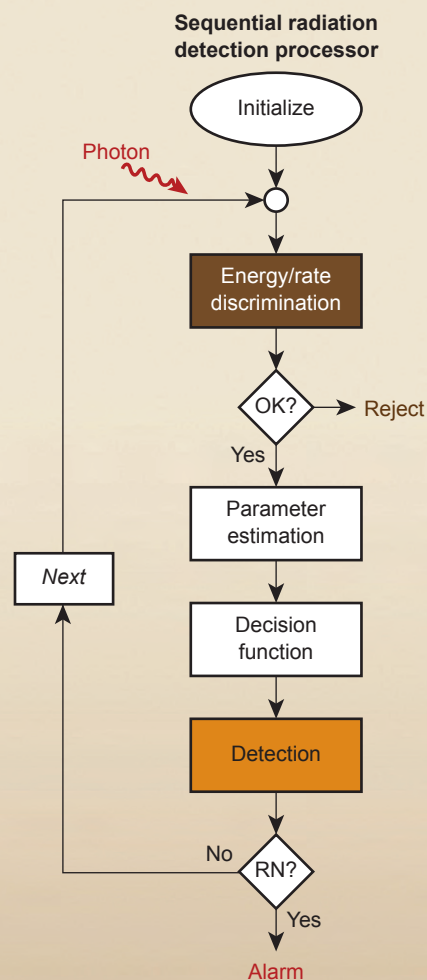 Sequential radiation
detection processor
Initialize
Photon
Energy/rate
discrimination
OK?
Reject
Yes
Parameter
estimation
Next
Decision
function
Detection
No
RN?
Yes
Alarm